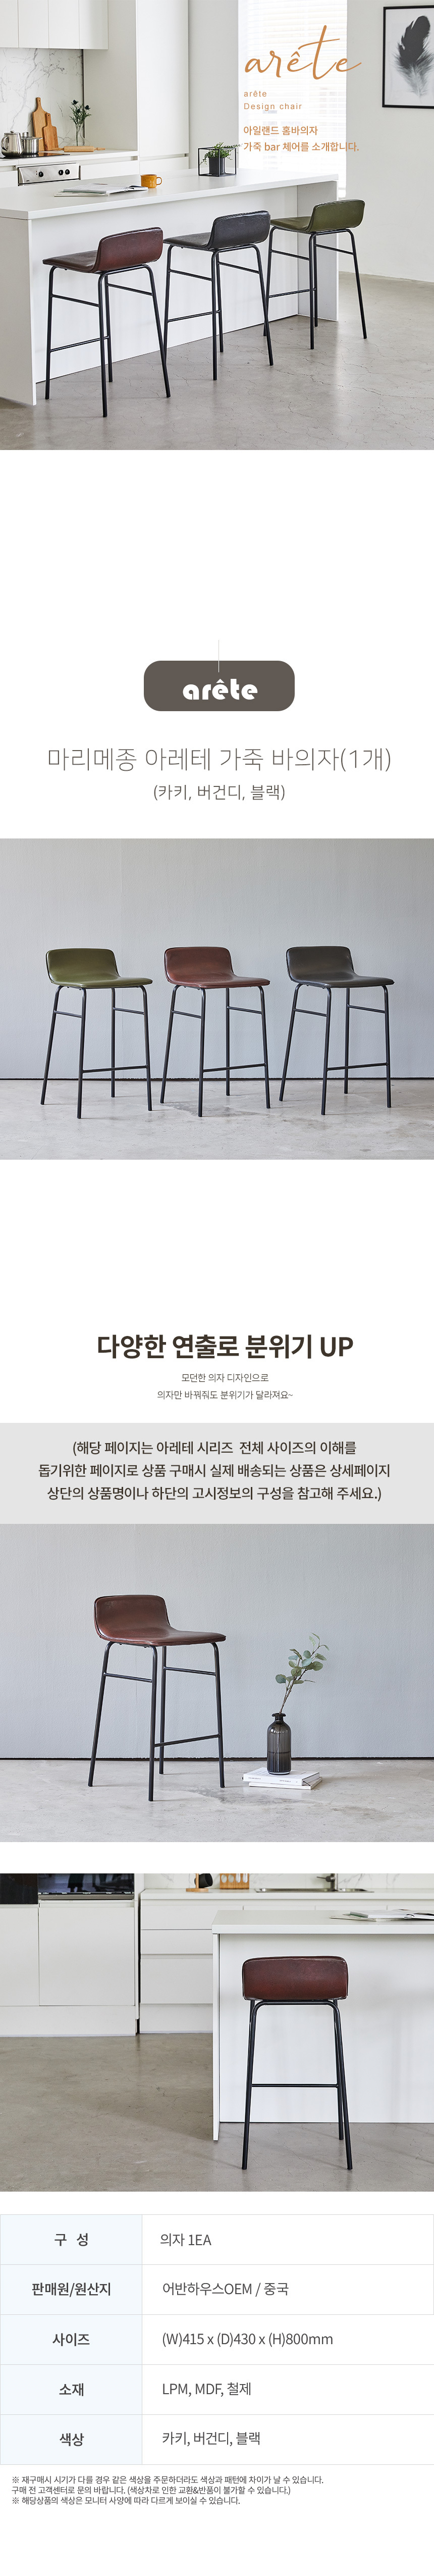 arête
arête
Design chair
아일랜드 홈바의자
가죽 bar 체어를 소개합니다.
arête
마리메종 아레테 가죽 바의자(1개)
(카키, 버건디, 블랙)
다양한 연출로 분위기 UP
모던한 의자 디자인으로
의자만 바꿔줘도 분위기가 달라져요~
(해당 페이지는 아레테 시리즈 전체 사이즈의 이해를
돕기위한 페이지로 상품 구매시 실제 배송되는 상품은 상세페이지
상단의 상품명이나 하단의 고시정보의 구성을 참고해 주세요.)
구 성 의자 1EA
판매원/원산지 어반하우스OEM / 중국
사이즈 (W)415 x (D)430 x (H)800mm
소재 LPM, MDF, 철제
색상 카키, 버건디, 블랙
※ 재구매시 시기가 다를 경우 같은 색상을 주문하더라도 색상과 패턴에 차이가 날 수 있습니다.
구매 전 고객센터로 문의 바랍니다. (색상차로 인한 교환&반품이 불가할 수 있습니다.)
※ 해당상품의 색상은 모니터 사양에 따라 다르게 보이실 수 있습니다.